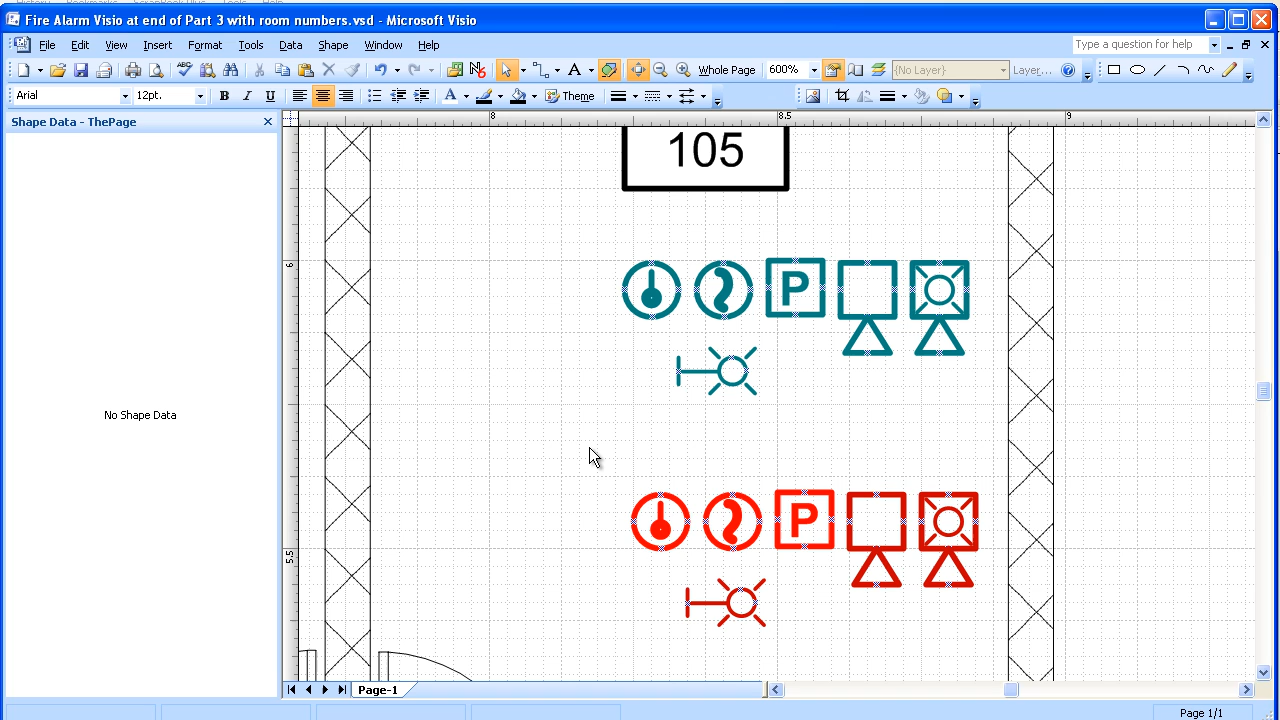 Fire Alarm Visio at end of Part 3 with room numbers.vsd - Microsoft Visio
File Edit View Insert Format Tools Data Shape Window Help
Type a question for help
Whole Page 600% {No Layer} Layer...
Arial 12pt. B I U A Theme
Shape Data - ThePage
8 8.5 9
105
6
P
No Shape Data
5.5
P
Page-1
Page 1/1